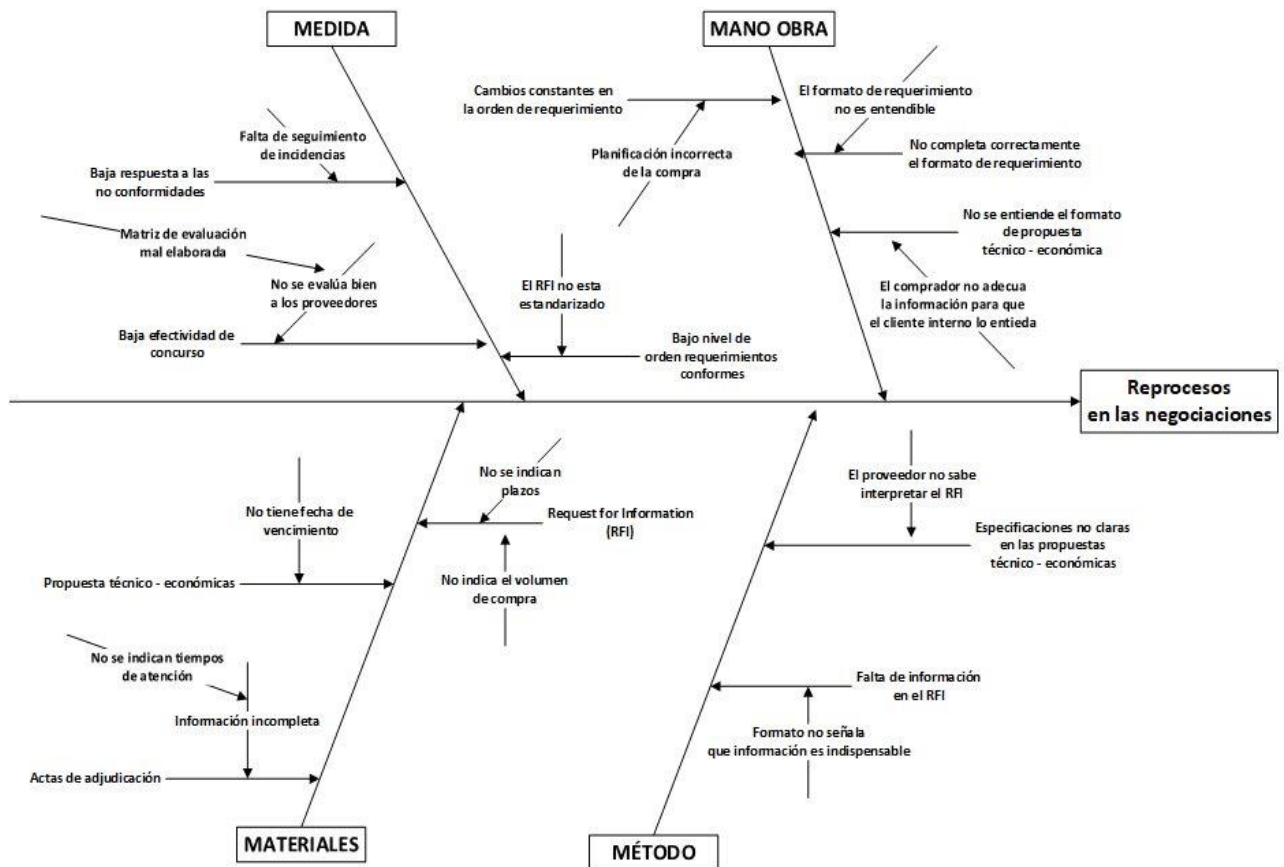 MEDIDA
MANO OBRA
Cambios constantes en
la orden de requerimiento
El formato de requerimiento
no es entendible
Falta de seguimiento
de incidencias
Planificación incorrecta
de la compra
No completa correctamente
el formato de requerimiento
Baja respuesta a las
no conformidades
Matriz de evaluación
mal elaborada
No se entiende el formato
de propuesta
técnico - económica
No se evalúa bien
a los proveedores
El RFI no esta
estandarizado
El comprador no adecua
la información para que
el cliente interno lo entieda
Baja efectividad de
concurso
Bajo nivel de
orden requerimientos
conformes
Reprocesos
en las negociaciones
No se indican
plazos
El proveedor no sabe
interpretar el RFI
No tiene fecha de
vencimiento
Request for Information
(RFI)
Especificaciones no claras
en las propuestas
técnico - económicas
Propuesta técnico - económicas
No indica el volumen
de compra
No se indican tiempos
de atención
Falta de información
en el RFI
Información incompleta
Formato no señala
que información es indispensable
Actas de adjudicación
MATERIALES
MÉTODO